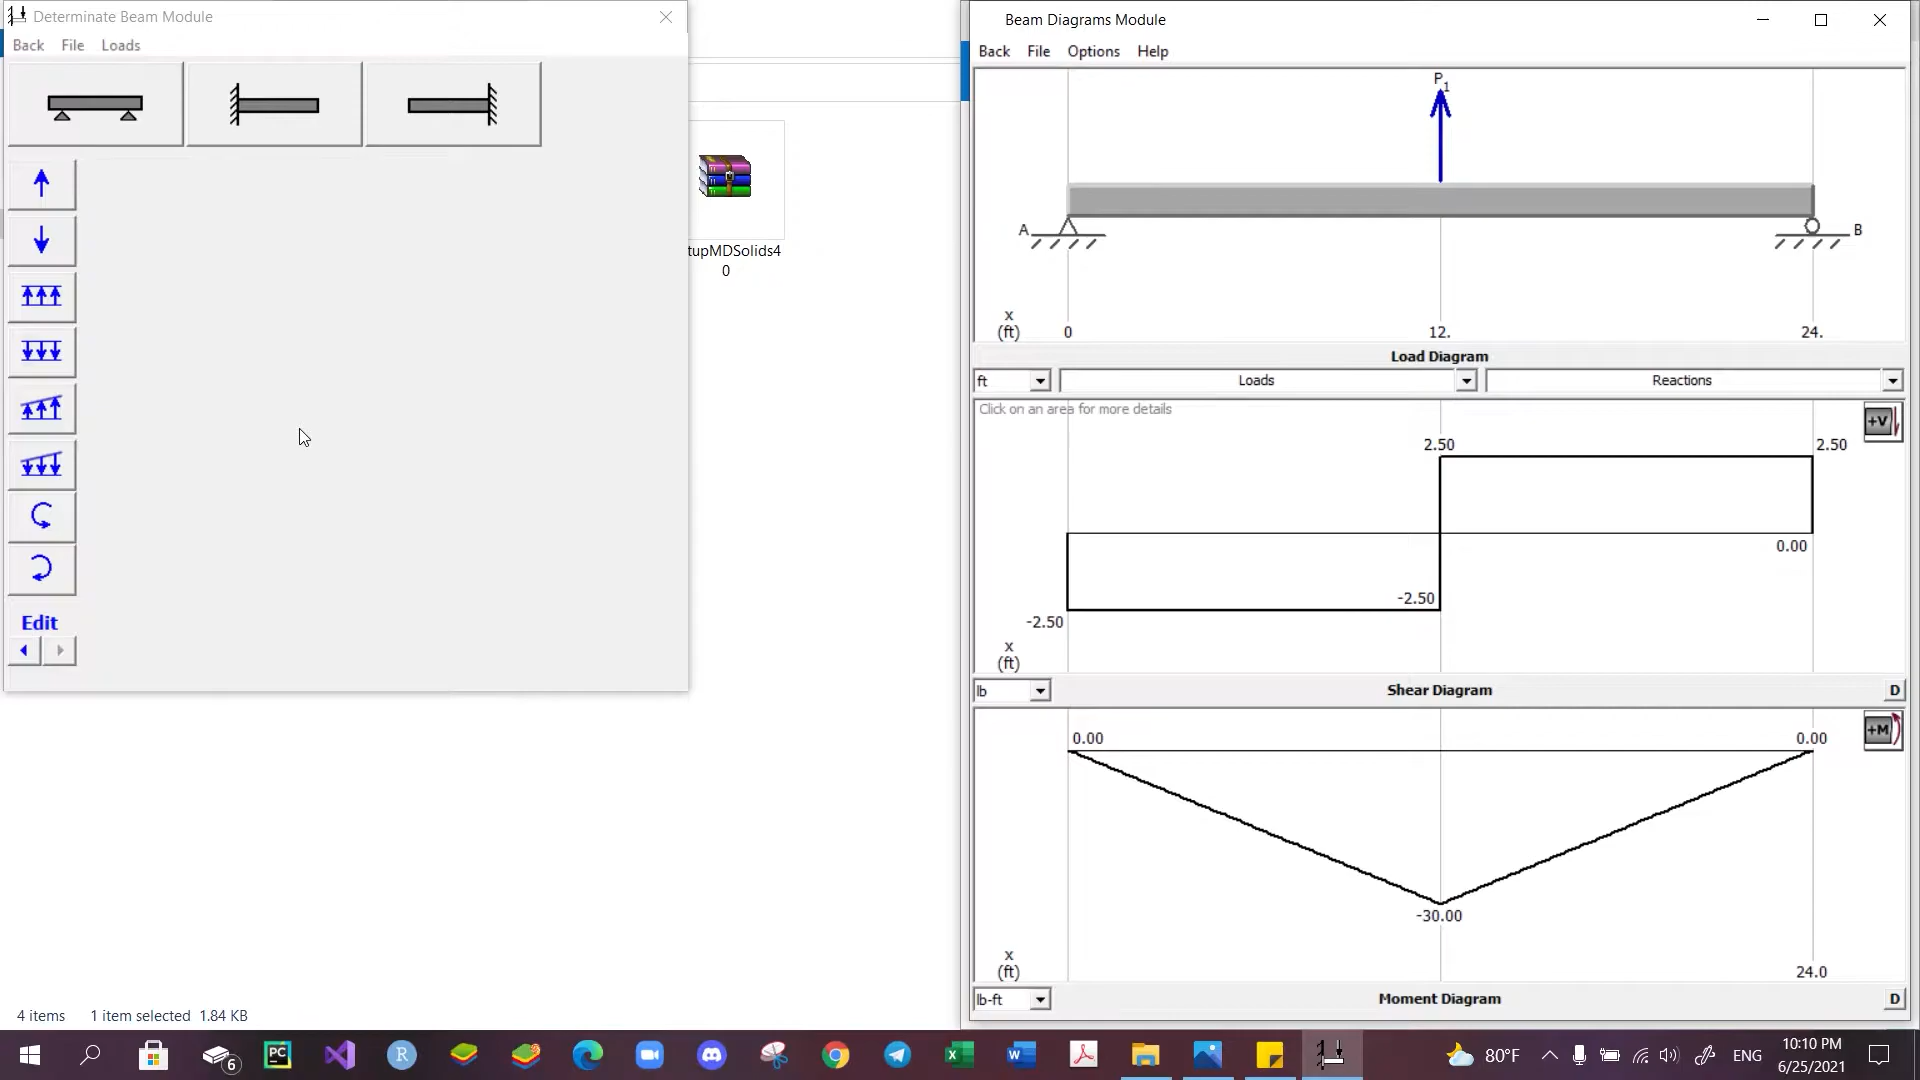 Determinate Beam Module
Back File Loads
Edit
tupMDSolids4
0
4 items 1 item selected 1.84 KB
Beam Diagrams Module
Back File Options Help
P1
A B
x
(ft) 0 12. 24.
Load Diagram
ft Loads Reactions
Click on an area for more details
+V
2.50 2.50
0.00
-2.50
-2.50
x
(ft)
lb Shear Diagram D
+M
0.00 0.00
-30.00
x
(ft) 24.0
lb-ft Moment Diagram D
6 PC R X W 80°F ENG 10:10 PM
6/25/2021